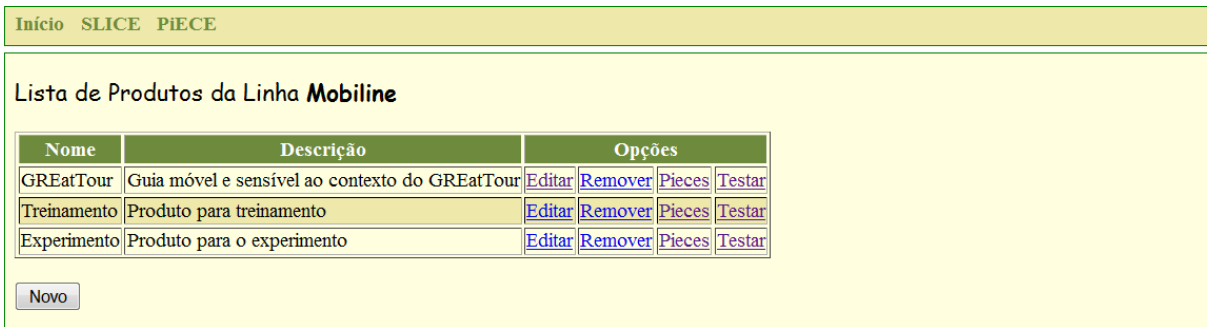 Início SLICE PiECE
Lista de Produtos da Linha Mobiline
Nome Descrição Opções
GREatTour Guia móvel e sensível ao contexto do GREatTour Editar Remover Pieces Testar
Treinamento Produto para treinamento Editar Remover Pieces Testar
Experimento Produto para o experimento Editar Remover Pieces Testar
Novo